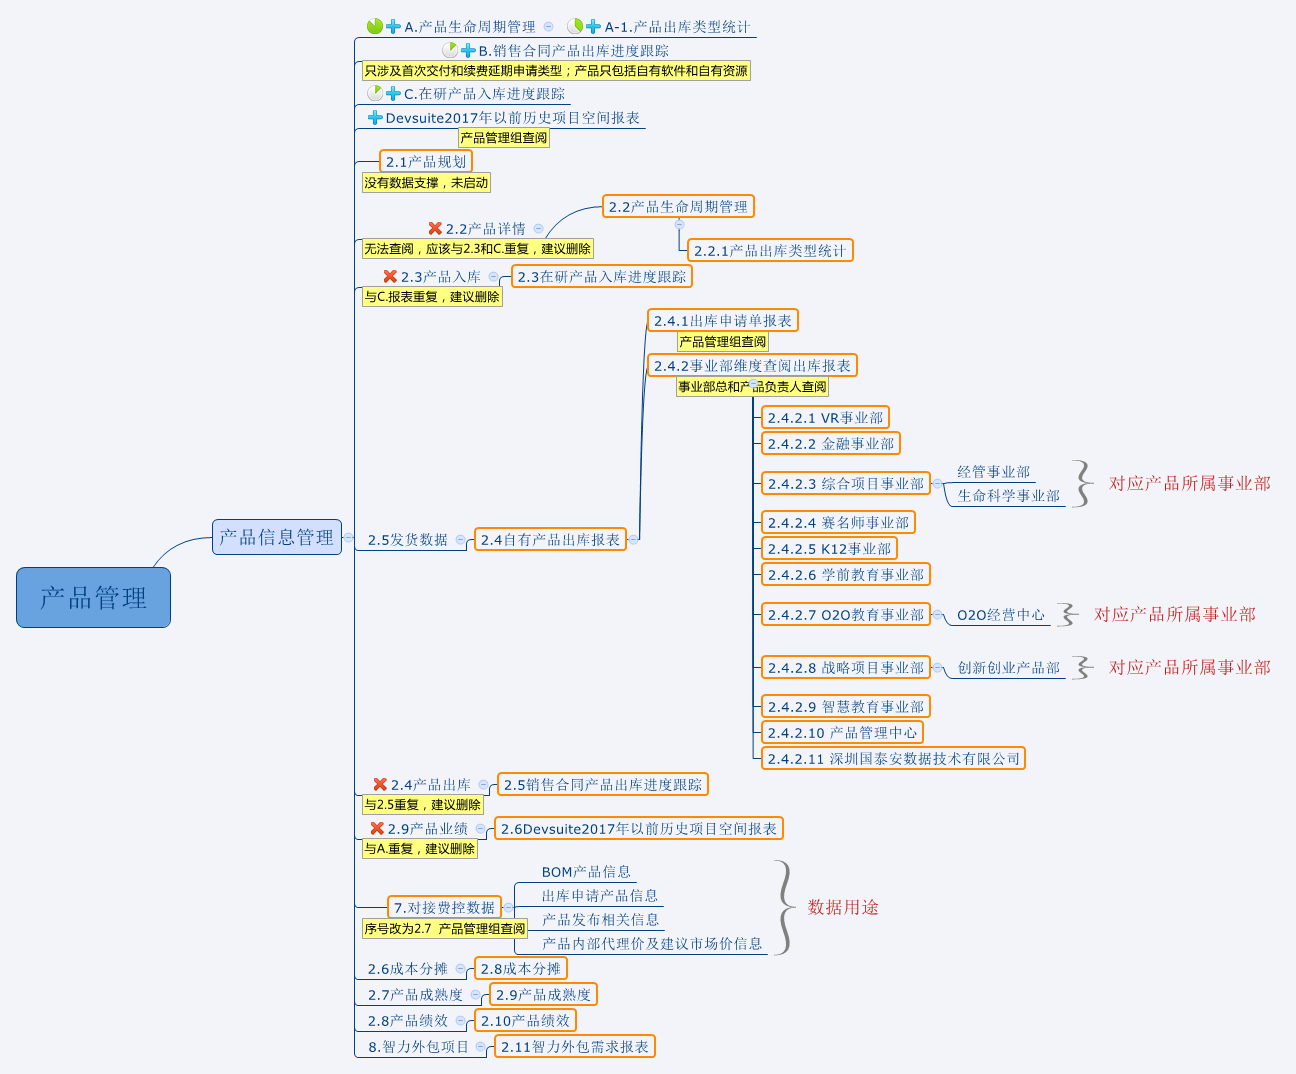 A.产品生命周期管理
A-1.产品出库类型统计
B.销售合同产品出库进度跟踪
只涉及首次交付和续费延期申请类型；产品只包括自有软件和自有资源
C.在研产品入库进度跟踪
Devsuite2017年以前历史项目空间报表
产品管理组查阅
2.1产品规划
没有数据支撑，未启动
2.2产品详情
无法查阅，应该与2.3和C.重复，建议删除
2.2产品生命周期管理
2.2.1产品出库类型统计
2.3产品入库
与C.报表重复，建议删除
2.3在研产品入库进度跟踪
产品管理
产品信息管理
2.5发货数据
2.4自有产品出库报表
2.4.1出库申请单报表
产品管理组查阅
2.4.2事业部维度查阅出库报表
事业部总和产品负责人查阅
2.4.2.1 VR事业部
2.4.2.2 金融事业部
2.4.2.3 综合项目事业部
经管事业部
生命科学事业部
对应产品所属事业部
2.4.2.4 赛名师事业部
2.4.2.5 K12事业部
2.4.2.6 学前教育事业部
2.4.2.7 O2O教育事业部
O2O经营中心
对应产品所属事业部
2.4.2.8 战略项目事业部
创新创业产品部
对应产品所属事业部
2.4.2.9 智慧教育事业部
2.4.2.10 产品管理中心
2.4.2.11 深圳国泰安数据技术有限公司
2.4产品出库
与2.5重复，建议删除
2.5销售合同产品出库进度跟踪
2.9产品业绩
与A.重复，建议删除
2.6Devsuite2017年以前历史项目空间报表
7.对接费控数据
序号改为2.7 产品管理组查阅
BOM产品信息
出库申请产品信息
产品发布相关信息
产品内部代理价及建议市场价信息
数据用途
2.6成本分摊
2.8成本分摊
2.7产品成熟度
2.9产品成熟度
2.8产品绩效
2.10产品绩效
8.智力外包项目
2.11智力外包需求报表